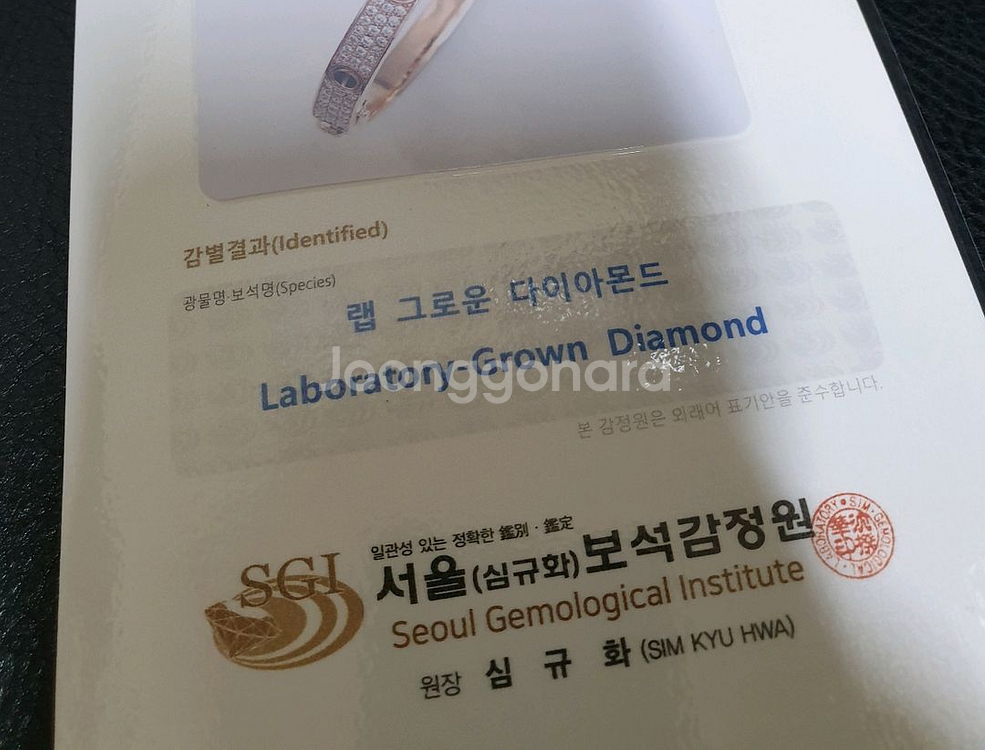 감별결과(Identified)
광물명·보석명(Species)
랩 그로운 다이아몬드
Laboratory-Grown Diamond
Joonggonara
본 감정원은 외래어 표기안을 준수합니다.
일관성 있는 정확한 鑑別 · 鑑定
SGI
서울(심규화)보석감정원
SIM GEMOLOGICAL LABORATORY
Seoul Gemological Institute
원장 심 규 화 (SIM KYU HWA)